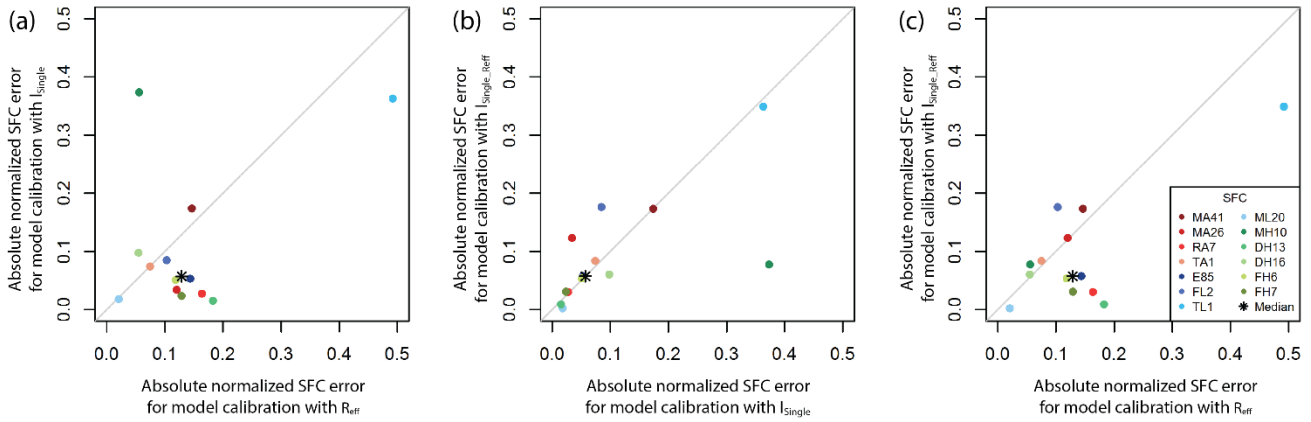 (a)
Absolute normalized SFC error
for model calibration with I_Single
0.5
0.4
0.3
0.2
0.1
0.0
0.0 0.1 0.2 0.3 0.4 0.5
Absolute normalized SFC error
for model calibration with R_eff
(b)
Absolute normalized SFC error
for model calibration with I_Single_Reff
0.5
0.4
0.3
0.2
0.1
0.0
0.0 0.1 0.2 0.3 0.4 0.5
Absolute normalized SFC error
for model calibration with I_Single
(c)
Absolute normalized SFC error
for model calibration with I_Single_Reff
0.5
0.4
0.3
0.2
0.1
0.0
0.0 0.1 0.2 0.3 0.4 0.5
Absolute normalized SFC error
for model calibration with R_eff
SFC
MA41 ML20
MA26 MH10
RA7 DH13
TA1 DH16
E85 FH6
FL2 FH7
TL1 Median